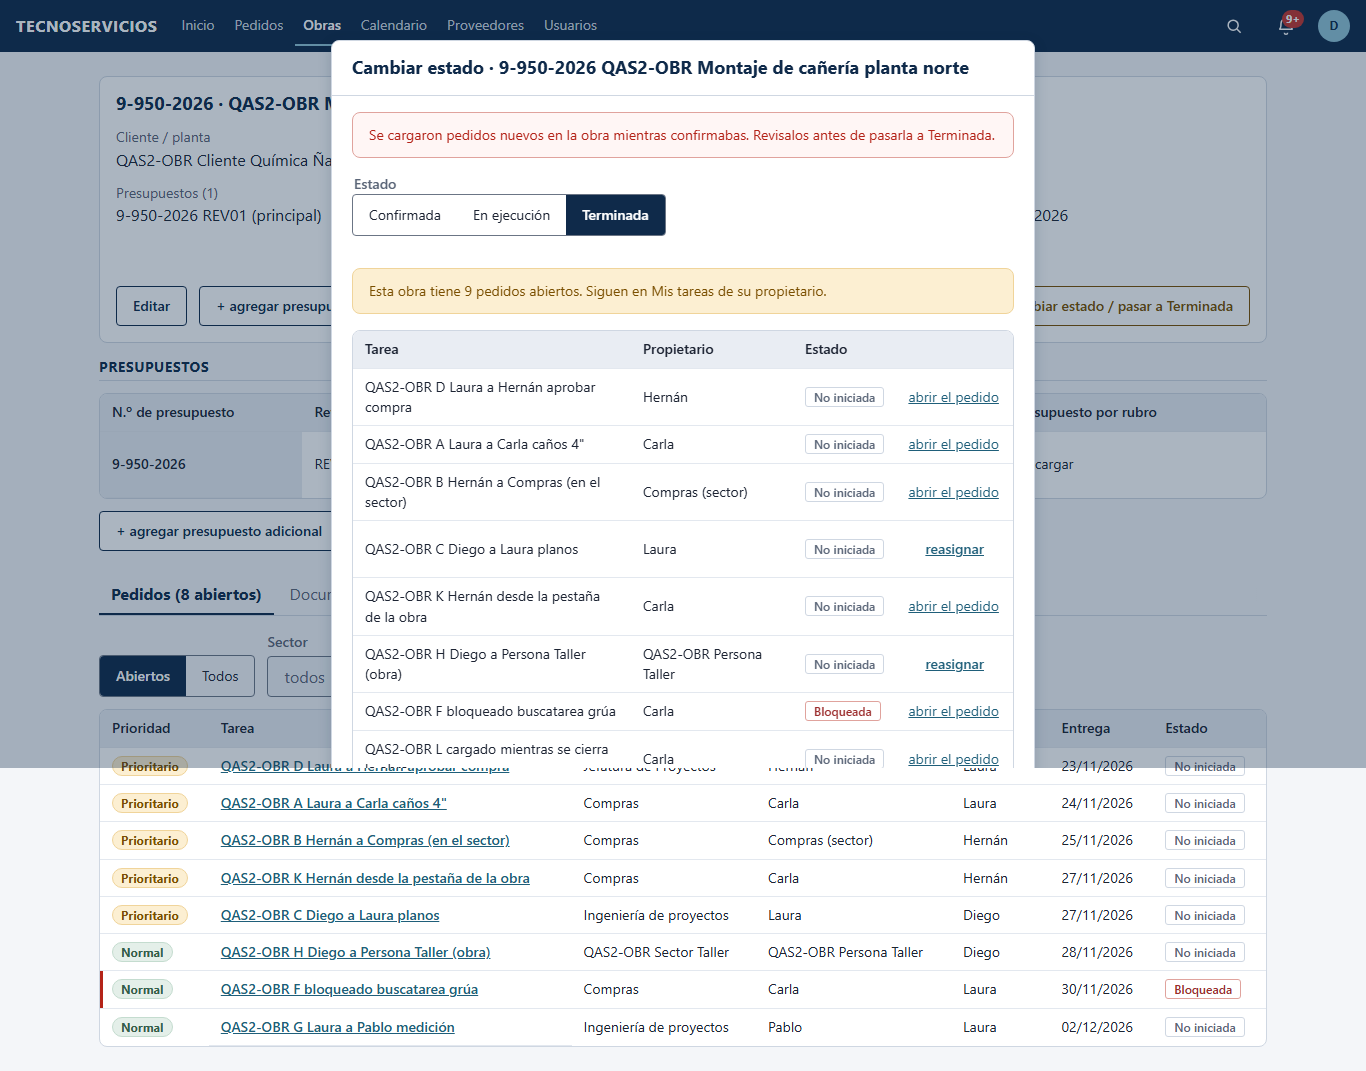 TECNOSERVICIOS Inicio Pedidos Obras Calendario Proveedores Usuarios 9+ D
Cambiar estado · 9-950-2026 QAS2-OBR Montaje de cañería planta norte
Se cargaron pedidos nuevos en la obra mientras confirmabas. Revisalos antes de pasarla a Terminada.
Estado
Confirmada En ejecución Terminada
Esta obra tiene 9 pedidos abiertos. Siguen en Mis tareas de su propietario.
Tarea Propietario Estado
QAS2-OBR D Laura a Hernán aprobar compra Hernán No iniciada abrir el pedido
QAS2-OBR A Laura a Carla caños 4" Carla No iniciada abrir el pedido
QAS2-OBR B Hernán a Compras (en el sector) Compras (sector) No iniciada abrir el pedido
QAS2-OBR C Diego a Laura planos Laura No iniciada reasignar
QAS2-OBR K Hernán desde la pestaña de la obra Carla No iniciada abrir el pedido
QAS2-OBR H Diego a Persona Taller (obra) QAS2-OBR Persona Taller No iniciada reasignar
QAS2-OBR F bloqueado buscatarea grúa Carla Bloqueada abrir el pedido
QAS2-OBR L cargado mientras se cierra Carla No iniciada abrir el pedido
9-950-2026 · QAS2-OBR
Cliente / planta
QAS2-OBR Cliente Química
Presupuestos (1)
9-950-2026 REV01 (principal) 2026
Editar + agregar estado / pasar a Terminada
PRESUPUESTOS
N.º de presupuesto por rubro
9-950-2026
+ agregar presupuesto adicional
Pedidos (8 abiertos)
Sector
Abiertos Todos todos
Prioridad Tarea Entrega Estado
Prioritario QAS2-OBR D Laura a Hernán aprobar compra Jefatura de Proyectos Hernán Laura 23/11/2026 No iniciada
Prioritario QAS2-OBR A Laura a Carla caños 4" Compras Carla Laura 24/11/2026 No iniciada
Prioritario QAS2-OBR B Hernán a Compras (en el sector) Compras Compras (sector) Hernán 25/11/2026 No iniciada
Prioritario QAS2-OBR K Hernán desde la pestaña de la obra Compras Carla Hernán 27/11/2026 No iniciada
Prioritario QAS2-OBR C Diego a Laura planos Ingeniería de proyectos Laura Diego 27/11/2026 No iniciada
Normal QAS2-OBR H Diego a Persona Taller (obra) QAS2-OBR Sector Taller QAS2-OBR Persona Taller Diego 28/11/2026 No iniciada
Normal QAS2-OBR F bloqueado buscatarea grúa Compras Carla Laura 30/11/2026 Bloqueada
Normal QAS2-OBR G Laura a Pablo medición Ingeniería de proyectos Pablo Laura 02/12/2026 No iniciada